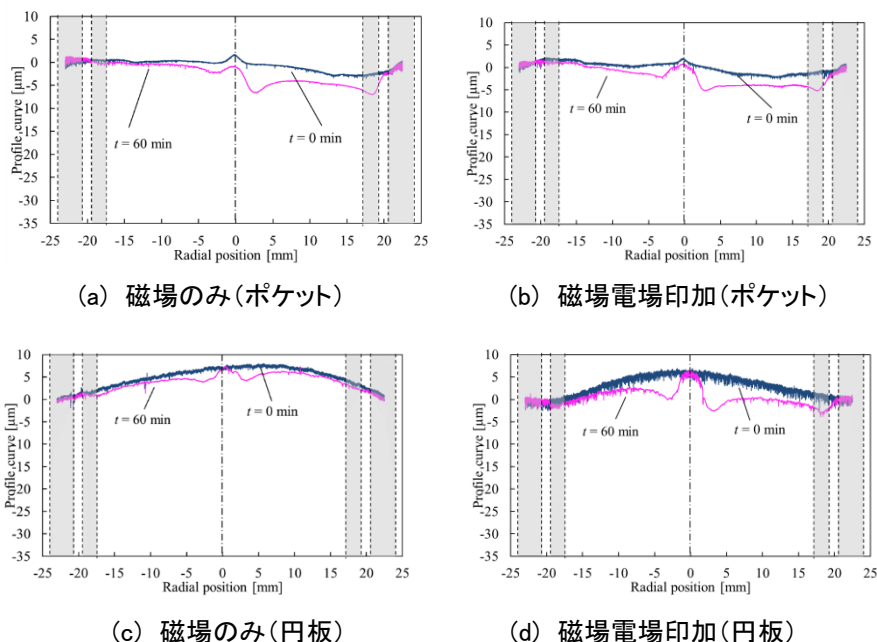 Profile.curve [µm]
10
5
0
-5
-10
-15
-20
-25
-30
-35
t = 60 min
t = 0 min
-25 -20 -15 -10 -5 0 5 10 15 20 25
Radial position [mm]
(a) 磁場のみ(ポケット)
Profile.curve [µm]
10
5
0
-5
-10
-15
-20
-25
-30
-35
t = 60 min
t = 0 min
-25 -20 -15 -10 -5 0 5 10 15 20 25
Radial position [mm]
(b) 磁場電場印加(ポケット)
Profile.curve [µm]
10
5
0
-5
-10
-15
-20
-25
-30
-35
t = 60 min
t = 0 min
-25 -20 -15 -10 -5 0 5 10 15 20 25
Radial position [mm]
(c) 磁場のみ(円板)
Profile.curve [µm]
10
5
0
-5
-10
-15
-20
-25
-30
-35
t = 60 min
t = 0 min
-25 -20 -15 -10 -5 0 5 10 15 20 25
Radial position [mm]
(d) 磁場電場印加(円板)